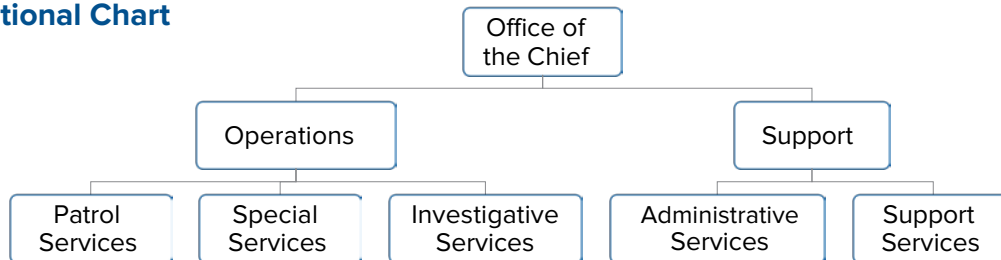 tional Chart
Office of
the Chief
Operations
Support
Patrol
Services
Special
Services
Investigative
Services
Administrative
Services
Support
Services